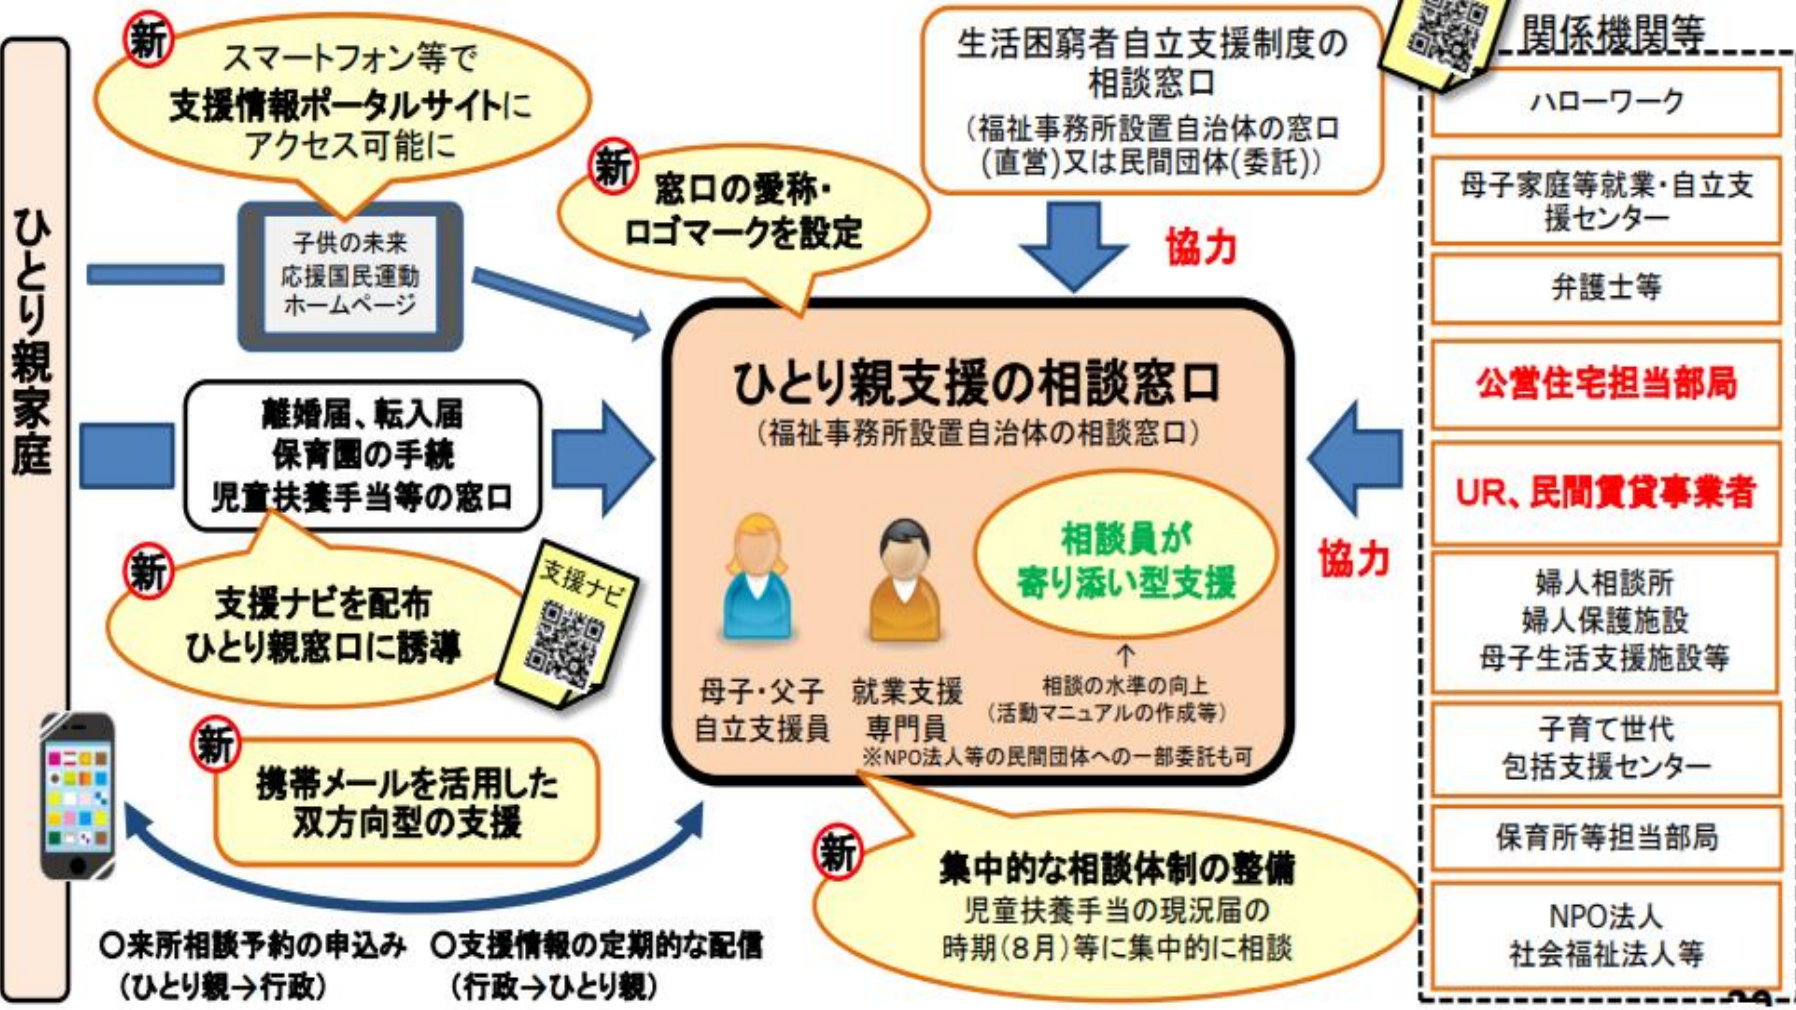 ひとり親家庭
新
スマートフォン等で
支援情報ポータルサイトに
アクセス可能に
子供の未来
応援国民運動
ホームページ
新
窓口の愛称・
ロゴマークを設定
生活困窮者自立支援制度の
相談窓口
（福祉事務所設置自治体の窓口
(直営)又は民間団体(委託)）
協力
離婚届、転入届
保育園の手続
児童扶養手当等の窓口
新
支援ナビを配布
ひとり親窓口に誘導
支援ナビ
ひとり親支援の相談窓口
（福祉事務所設置自治体の相談窓口）
相談員が
寄り添い型支援
↑
相談の水準の向上
（活動マニュアルの作成等）
母子・父子
自立支援員
就業支援
専門員
※NPO法人等の民間団体への一部委託も可
協力
新
携帯メールを活用した
双方向型の支援
〇来所相談予約の申込み
（ひとり親→行政）
〇支援情報の定期的な配信
（行政→ひとり親）
新
集中的な相談体制の整備
児童扶養手当の現況届の
時期(8月)等に集中的に相談
関係機関等
ハローワーク
母子家庭等就業・自立支
援センター
弁護士等
公営住宅担当部局
UR、民間賃貸事業者
婦人相談所
婦人保護施設
母子生活支援施設等
子育て世代
包括支援センター
保育所等担当部局
NPO法人
社会福祉法人等